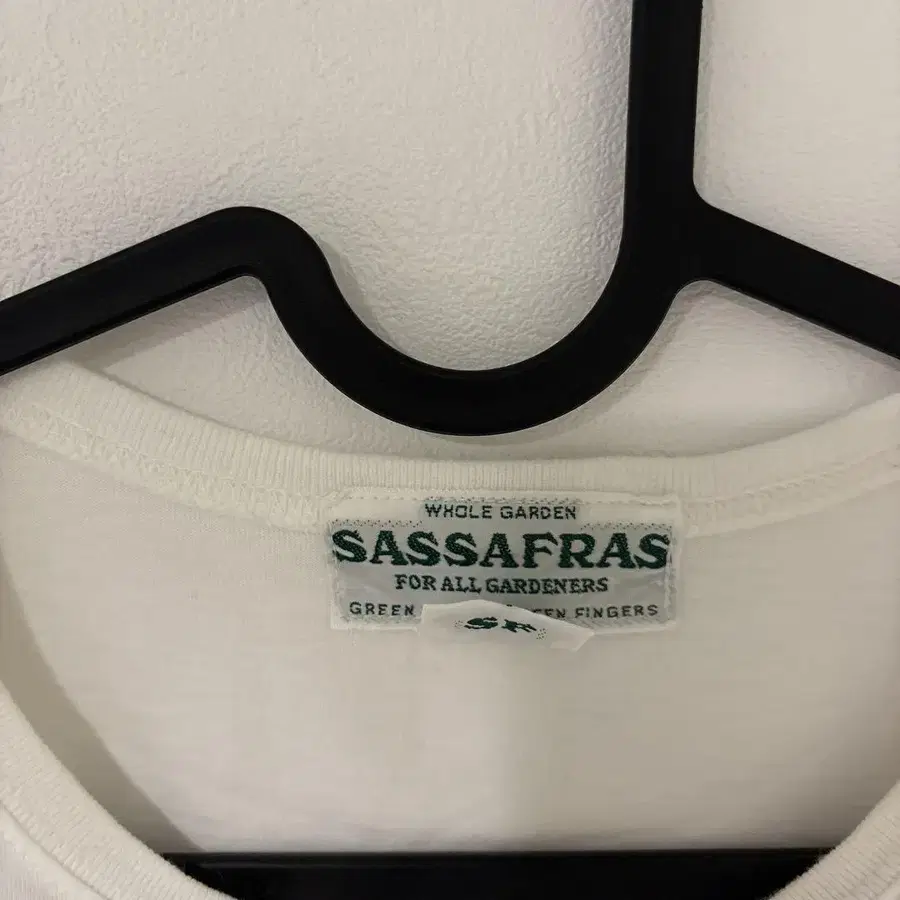 WHOLE GARDEN
SASSAFRAS
FOR ALL GARDENERS
GREEN FINGERS
SF